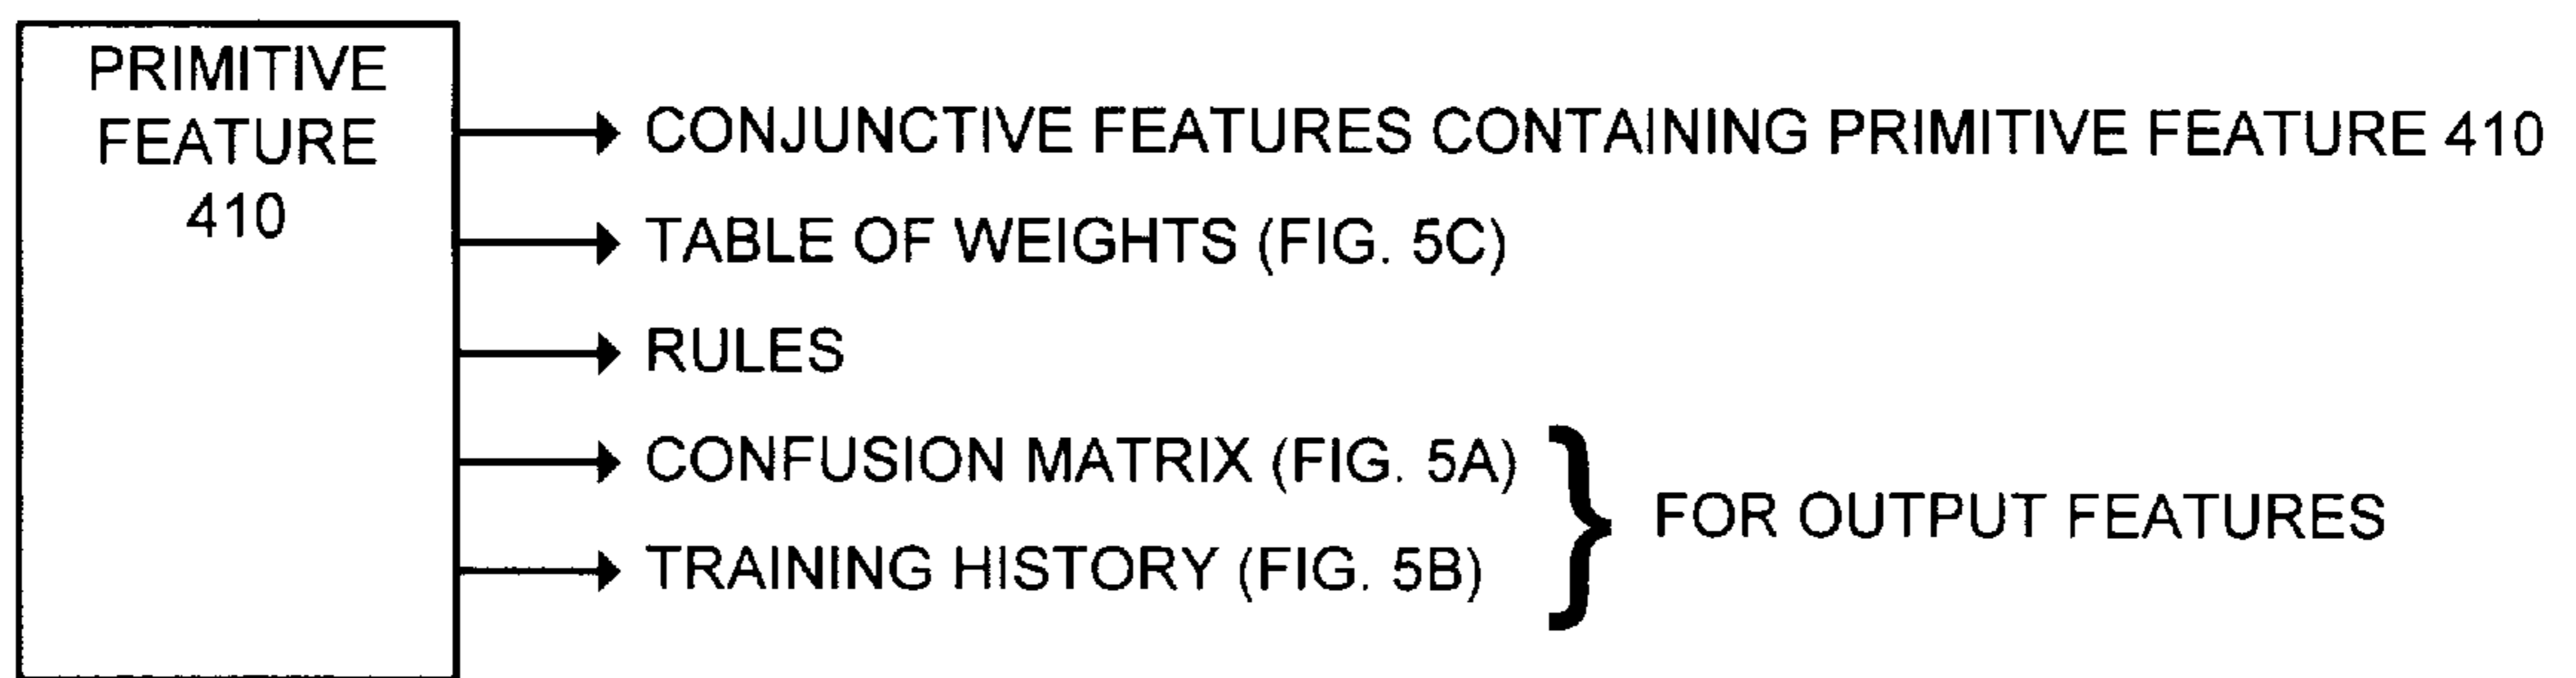 PRIMITIVE
FEATURE
410
CONJUNCTIVE FEATURES CONTAINING PRIMITIVE FEATURE 410
TABLE OF WEIGHTS (FIG. 5C)
RULES
CONFUSION MATRIX (FIG. 5A)
TRAINING HISTORY (FIG. 5B)
FOR OUTPUT FEATURES